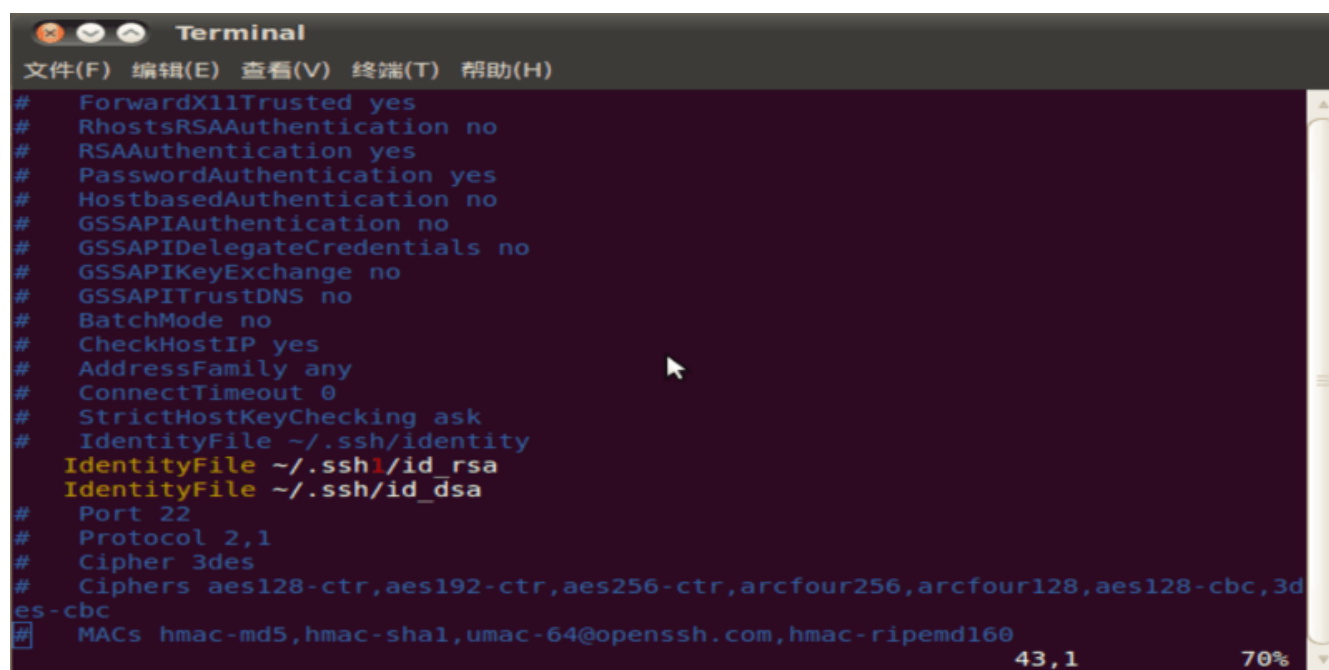 Terminal
文件(F) 编辑(E) 查看(V) 终端(T) 帮助(H)
#   ForwardX11Trusted yes
#   RhostsRSAAuthentication no
#   RSAAuthentication yes
#   PasswordAuthentication yes
#   HostbasedAuthentication no
#   GSSAPIAuthentication no
#   GSSAPIDelegateCredentials no
#   GSSAPIKeyExchange no
#   GSSAPITrustDNS no
#   BatchMode no
#   CheckHostIP yes
#   AddressFamily any
#   ConnectTimeout 0
#   StrictHostKeyChecking ask
#   IdentityFile ~/.ssh/identity
   IdentityFile ~/.ssh1/id_rsa
   IdentityFile ~/.ssh/id_dsa
#   Port 22
#   Protocol 2,1
#   Cipher 3des
#   Ciphers aes128-ctr,aes192-ctr,aes256-ctr,arcfour256,arcfour128,aes128-cbc,3d
es-cbc
#   MACs hmac-md5,hmac-sha1,umac-64@openssh.com,hmac-ripemd160
43,1 70%